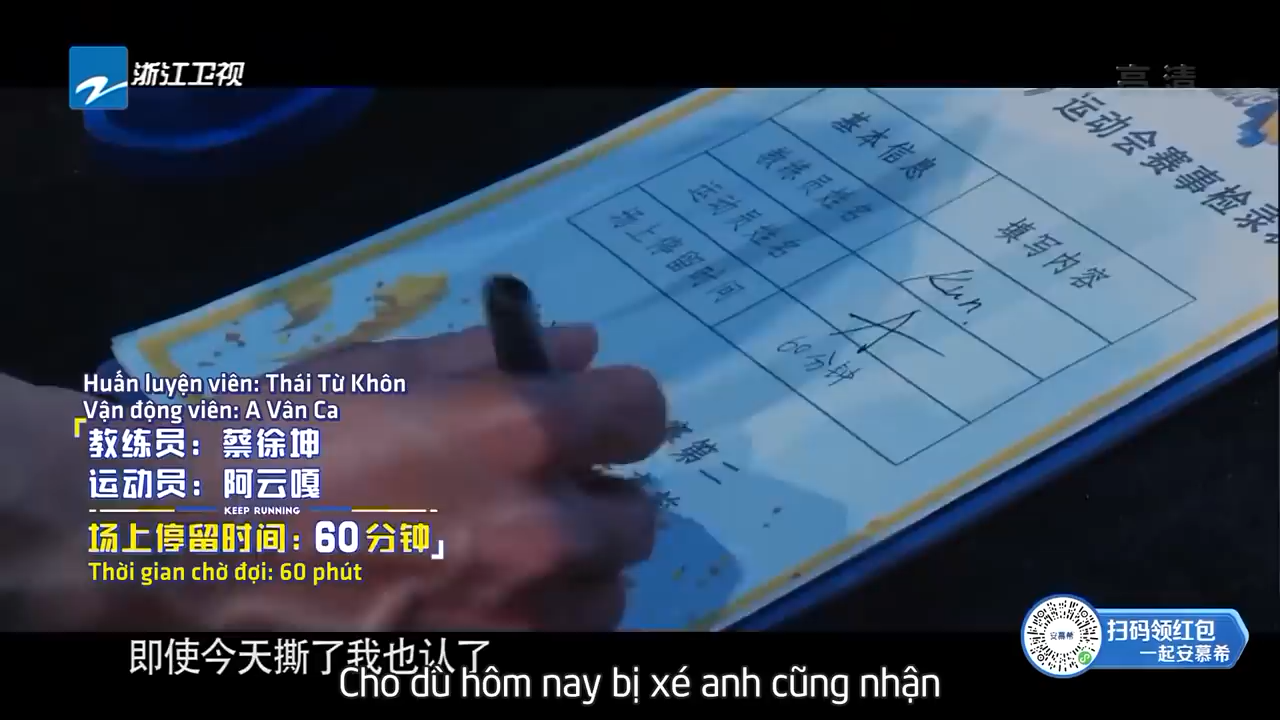 浙江卫视
高清
运动会赛事检录
基本信息
填写内容
教练员姓名
Kun.
运动员姓名
A
场上停留时间
60分钟
第二
Huấn luyện viên: Thái Từ Khôn
Vận động viên: A Vân Ca
教练员：蔡徐坤
运动员：阿云嘎
KEEP RUNNING
场上停留时间：60分钟
Thời gian chờ đợi: 60 phút
安慕希
扫码领红包
一起安慕希
即使今天撕了我也认了
Cho dù hôm nay bị xé anh cũng nhận